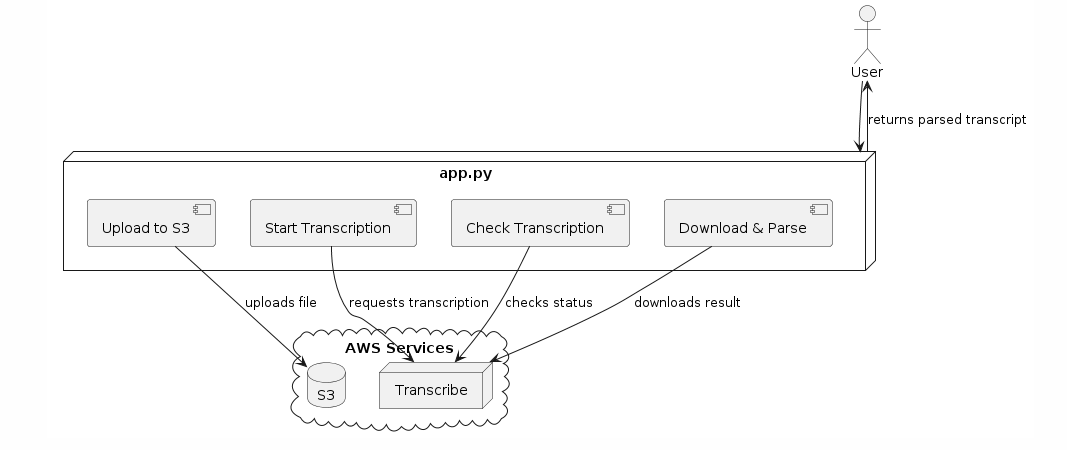 User
returns parsed transcript
app.py
Upload to S3
Start Transcription
Check Transcription
Download & Parse
uploads file
requests transcription
checks status
downloads result
AWS Services
S3
Transcribe